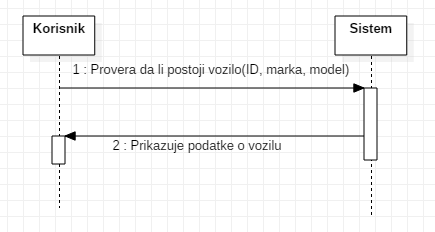 Korisnik
Sistem
1 : Provera da li postoji vozilo(ID, marka, model)
2 : Prikazuje podatke o vozilu